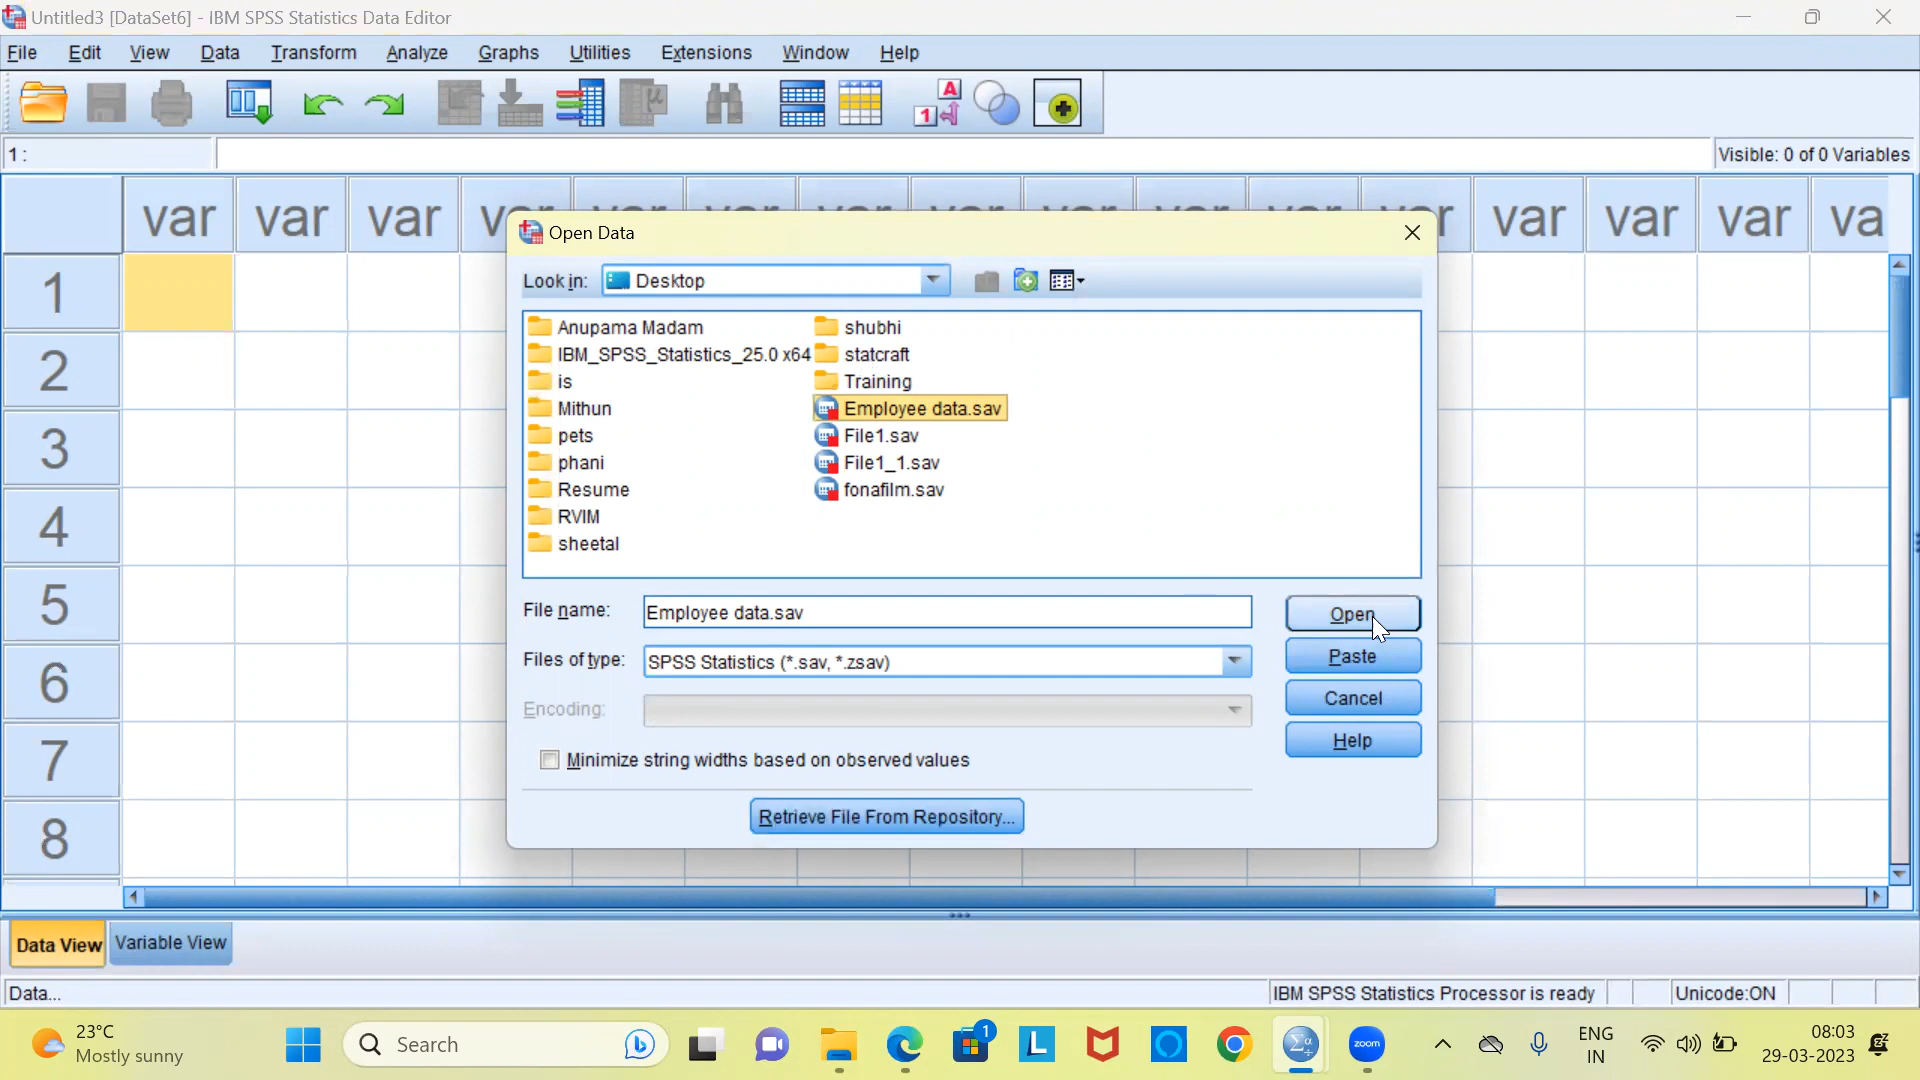 Untitled3 [DataSet6] - IBM SPSS Statistics Data Editor
File Edit View Data Transform Analyze Graphs Utilities Extensions Window Help
1 :
Visible: 0 of 0 Variables
var var var var var var va
1
2
3
4
5
6
7
8
Open Data
Look in: Desktop
Anupama Madam
IBM_SPSS_Statistics_25.0 x64
is
Mithun
pets
phani
Resume
RVIM
sheetal
shubhi
statcraft
Training
Employee data.sav
File1.sav
File1_1.sav
fonafilm.sav
File name: Employee data.sav
Open
Files of type: SPSS Statistics (*.sav, *.zsav)
Paste
Encoding:
Cancel
Help
Minimize string widths based on observed values
Retrieve File From Repository...
Data View Variable View
Data...
IBM SPSS Statistics Processor is ready
Unicode:ON
23°C
Mostly sunny
Search
1
zoom
ENG
IN
08:03
29-03-2023